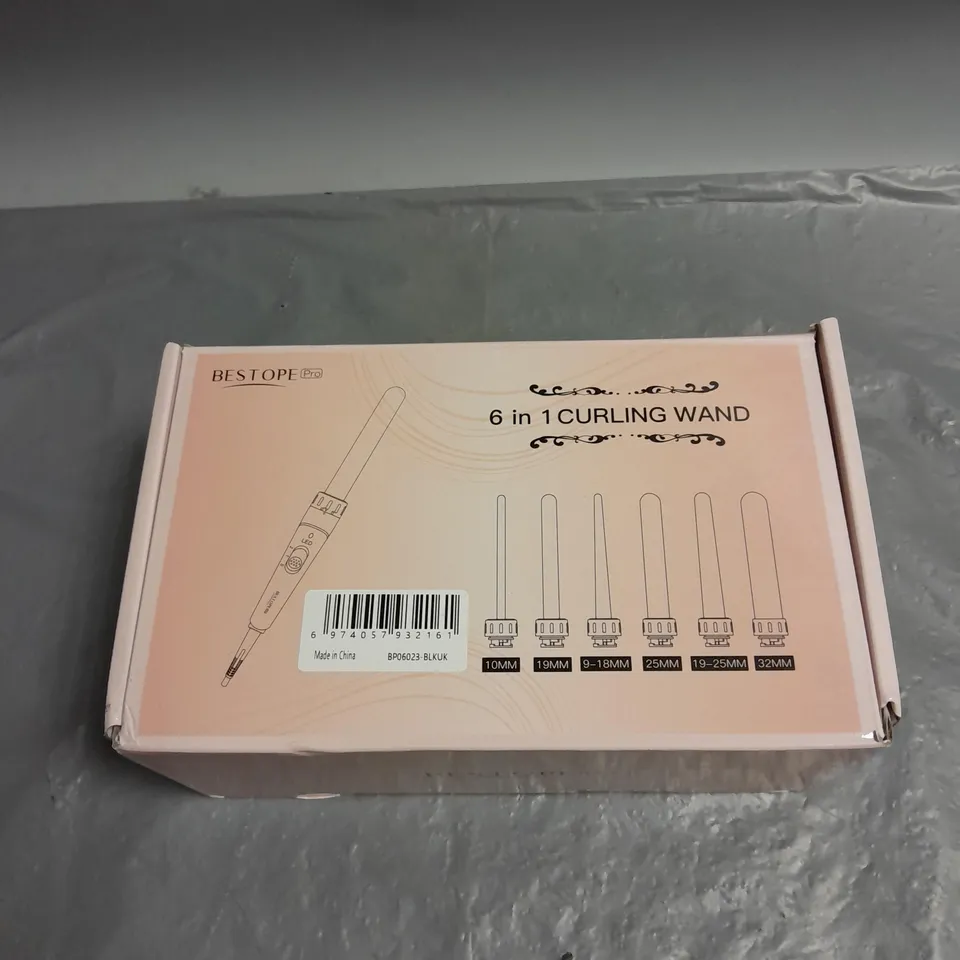 BESTOPE Pro
6 in 1 CURLING WAND
6 974057 932161
Made in China BP06023-BLKUK
10MM 19MM 9-18MM 25MM 19-25MM 32MM